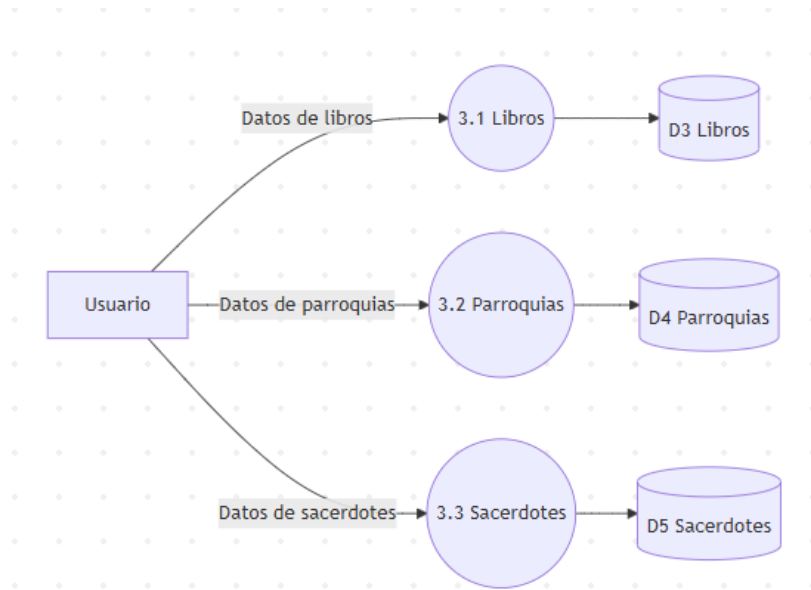 Datos de libros
3.1 Libros
D3 Libros
Usuario
Datos de parroquias
3.2 Parroquias
D4 Parroquias
Datos de sacerdotes
3.3 Sacerdotes
D5 Sacerdotes